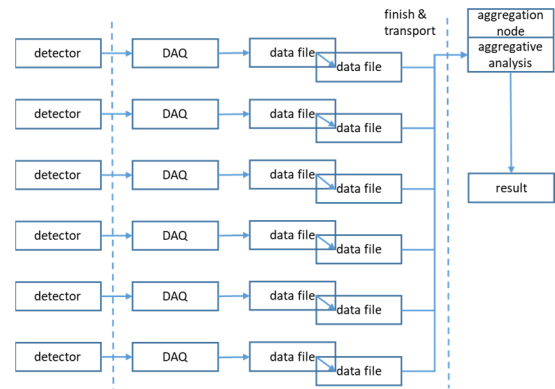 finish &
transport
aggregation
node
aggregative
analysis
detector
DAQ
data file
data file
detector
DAQ
data file
data file
detector
DAQ
data file
data file
result
detector
DAQ
data file
data file
detector
DAQ
data file
data file
detector
DAQ
data file
data file